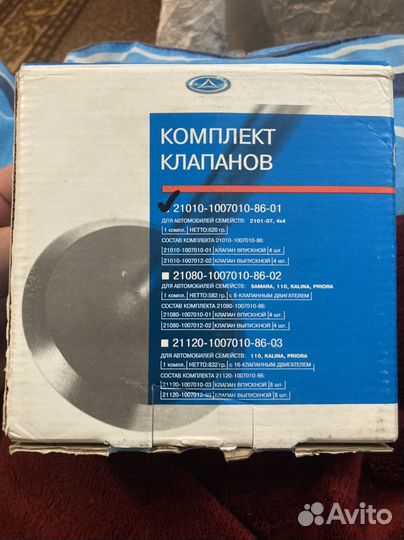 КОМПЛЕКТ
КЛАПАНОВ
21010-1007010-86-01
ДЛЯ АВТОМОБИЛЕЙ СЕМЕЙСТВ: 2101-07, 4x4
1 компл. НЕТТО:620 гр.
СОСТАВ КОМПЛЕКТА 21010-1007010-86:
21010-1007010-01 КЛАПАН ВПУСКНОЙ 4 шт.
21010-1007012-02 КЛАПАН ВЫПУСКНОЙ 4 шт.
21080-1007010-86-02
ДЛЯ АВТОМОБИЛЕЙ СЕМЕЙСТВ: SAMARA, 110, KALINA, PRIORA
1 компл. НЕТТО:582 гр. с 8-КЛАПАННЫМ ДВИГАТЕЛЕМ
СОСТАВ КОМПЛЕКТА 21080-1007010-86:
21080-1007010-01 КЛАПАН ВПУСКНОЙ 4 шт.
21080-1007012-02 КЛАПАН ВЫПУСКНОЙ 4 шт.
21120-1007010-86-03
ДЛЯ АВТОМОБИЛЕЙ СЕМЕЙСТВ: 110, KALINA, PRIORA
1 компл. НЕТТО:832 гр. с 16-КЛАПАННЫМ ДВИГАТЕЛЕМ
СОСТАВ КОМПЛЕКТА 21120-1007010-86:
21120-1007010-03 КЛАПАН ВПУСКНОЙ 8 шт.
21120-1007012-03 КЛАПАН ВЫПУСКНОЙ 8 шт.
Avito